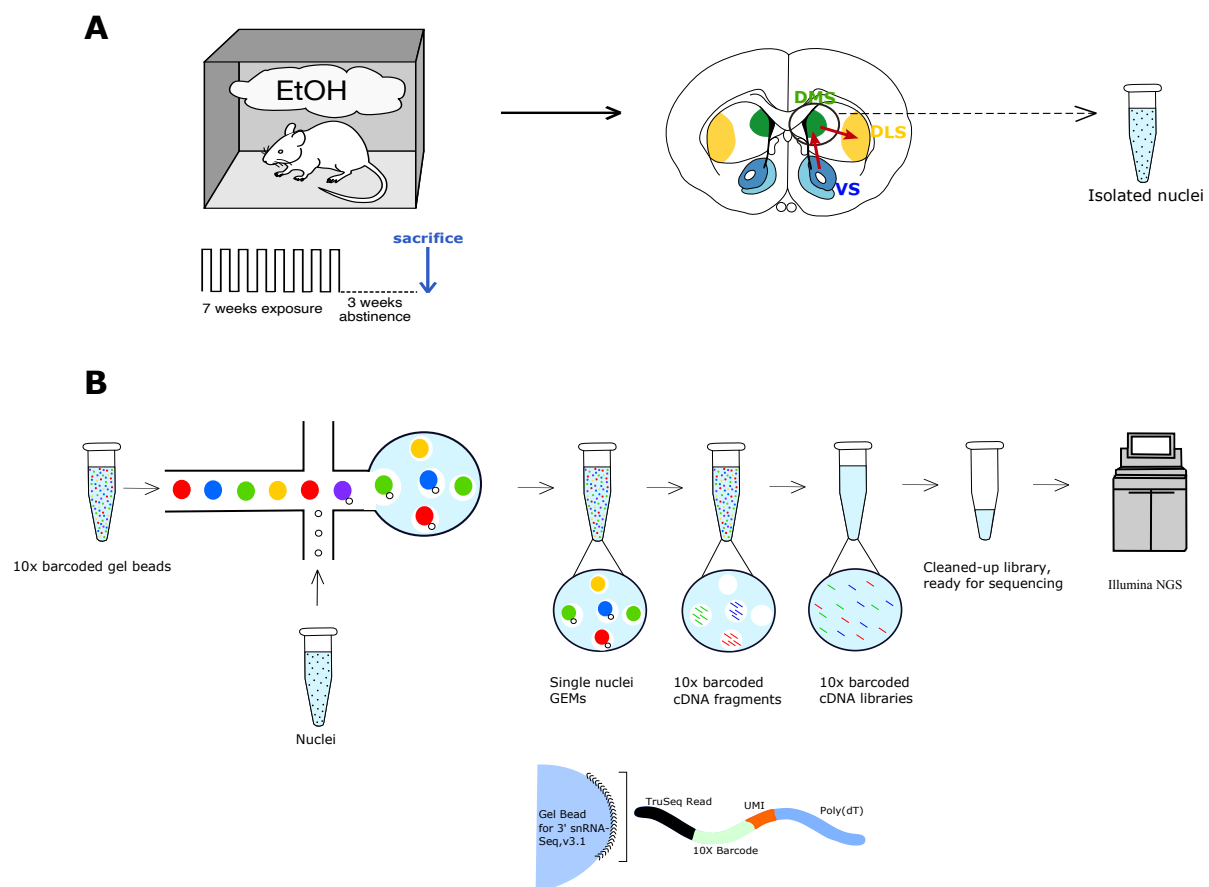 A
EtOH
DMS
DLS
VS
Isolated nuclei
sacrifice
7 weeks exposure
3 weeks
abstinence
B
10x barcoded gel beads
Nuclei
Single nuclei
GEMs
10x barcoded
cDNA fragments
10x barcoded
cDNA libraries
Cleaned-up library,
ready for sequencing
Illumina NGS
Gel Bead
for 3' snRNA-
Seq,v3.1
TruSeq Read
10X Barcode
UMI
Poly(dT)